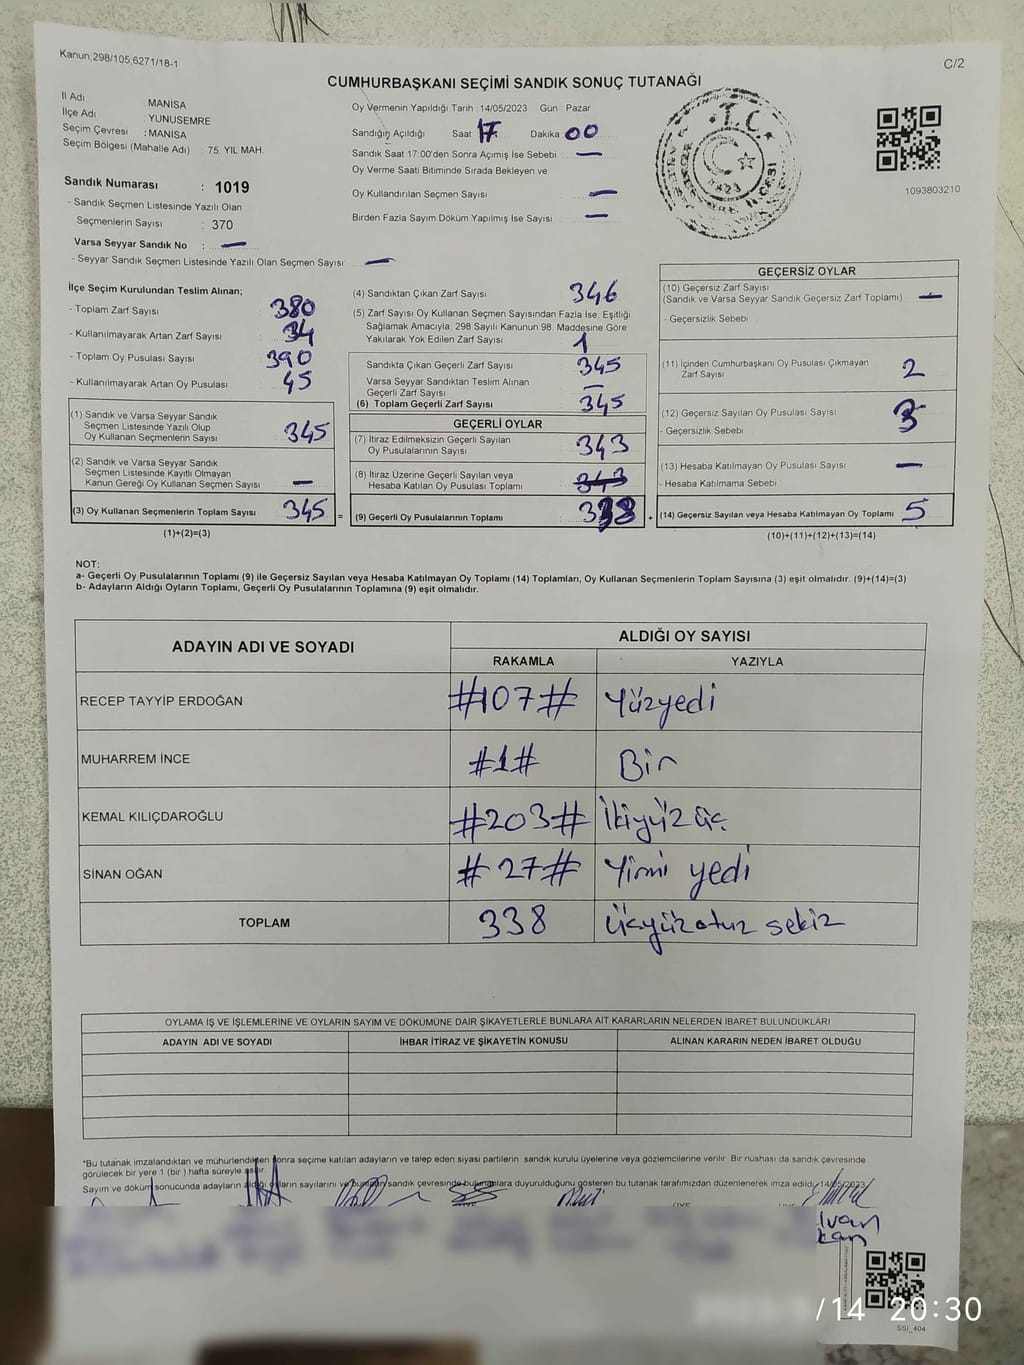 Kanun;298/105,6271/18-1
C/2
CUMHURBAŞKANI SEÇİMİ SANDIK SONUÇ TUTANAĞI
İl Adı : MANİSA
İlçe Adı : YUNUSEMRE
Seçim Çevresi : MANİSA
Seçim Bölgesi (Mahalle Adı) : 75. YIL MAH.
Sandık Numarası : 1019
- Sandık Seçmen Listesinde Yazılı Olan
Seçmenlerin Sayısı : 370
Varsa Seyyar Sandık No : —
- Seyyar Sandık Seçmen Listesinde Yazılı Olan Seçmen Sayısı : —
Oy Vermenin Yapıldığı Tarih : 14/05/2023 Gün : Pazar
Sandığın Açıldığı Saat 17 Dakika 00
Sandık Saat 17:00'den Sonra Açımış İse Sebebi : —
Oy Verme Saati Bitiminde Sırada Bekleyen ve
Oy Kullandırılan Seçmen Sayısı : —
Birden Fazla Sayım Döküm Yapılmış İse Sayısı : —
T.C.
1093803210
İlçe Seçim Kurulundan Teslim Alınan;
- Toplam Zarf Sayısı : 380
- Kullanılmayarak Artan Zarf Sayısı : 34
- Toplam Oy Pusulası Sayısı : 390
- Kullanılmayarak Artan Oy Pusulası : 45
(1) Sandık ve Varsa Seyyar Sandık
Seçmen Listesinde Yazılı Olup
Oy Kullanan Seçmenlerin Sayısı : 345
(2) Sandık ve Varsa Seyyar Sandık
Seçmen Listesinde Kayıtlı Olmayan
Kanun Gereği Oy Kullanan Seçmen Sayısı : —
(3) Oy Kullanan Seçmenlerin Toplam Sayısı : 345 =
(1)+(2)=(3)
(4) Sandıktan Çıkan Zarf Sayısı : 346
(5) Zarf Sayısı Oy Kullanan Seçmen Sayısından Fazla İse, Eşitliği
Sağlamak Amacıyla, 298 Sayılı Kanunun 98. Maddesine Göre
Yakılarak Yok Edilen Zarf Sayısı : 1
Sandıkta Çıkan Geçerli Zarf Sayısı : 345
Varsa Seyyar Sandıktan Teslim Alınan
Geçerli Zarf Sayısı : —
(6) Toplam Geçerli Zarf Sayısı : 345
GEÇERLİ OYLAR
(7) İtiraz Edilmeksizin Geçerli Sayılan
Oy Pusulalarının Sayısı : 343
(8) İtiraz Üzerine Geçerli Sayılan veya
Hesaba Katılan Oy Pusulası Toplamı : 343
(9) Geçerli Oy Pusulalarının Toplamı : 338 +
GEÇERSİZ OYLAR
(10) Geçersiz Zarf Sayısı
(Sandık ve Varsa Seyyar Sandık Geçersiz Zarf Toplamı) : —
- Geçersizlik Sebebi :
(11) İçinden Cumhurbaşkanı Oy Pusulası Çıkmayan
Zarf Sayısı : 2
(12) Geçersiz Sayılan Oy Pusulası Sayısı : 3
- Geçersizlik Sebebi :
(13) Hesaba Katılmayan Oy Pusulası Sayısı : —
- Hesaba Katılmama Sebebi :
(14) Geçersiz Sayılan veya Hesaba Katılmayan Oy Toplamı : 5
(10)+(11)+(12)+(13)=(14)
NOT:
a- Geçerli Oy Pusulalarının Toplamı (9) ile Geçersiz Sayılan veya Hesaba Katılmayan Oy Toplamı (14) Toplamları, Oy Kullanan Seçmenlerin Toplam Sayısına (3) eşit olmalıdır. (9)+(14)=(3)
b- Adayların Aldığı Oyların Toplamı, Geçerli Oy Pusulalarının Toplamına (9) eşit olmalıdır.
ADAYIN ADI VE SOYADI ALDIĞI OY SAYISI
RAKAMLA YAZIYLA
RECEP TAYYİP ERDOĞAN #107# Yüzyedi
MUHARREM İNCE #1# Bir
KEMAL KILIÇDAROĞLU #203# İkiyüz üç
SİNAN OĞAN #27# Yirmi yedi
TOPLAM 338 Üçyüzotuz sekiz
OYLAMA İŞ VE İŞLEMLERİNE VE OYLARIN SAYIM VE DÖKÜMÜNE DAİR ŞİKAYETLERLE BUNLARA AİT KARARLARIN NELERDEN İBARET BULUNDUKLARI
ADAYIN ADI VE SOYADI İHBAR İTİRAZ VE ŞİKAYETİN KONUSU ALINAN KARARIN NEDEN İBARET OLDUĞU
*Bu tutanak imzalandıktan ve mühürlendikten sonra seçime katılan adayların ve talep eden siyasi partilerin sandık kurulu üyelerine veya gözlemcilerine verilir. Bir nüshası da sandık çevresinde
görülecek bir yere 1 (bir ) hafta süreyle asılır.
Sayım ve döküm sonucunda adayların aldığı oyların sayılarını ve bunların sandık çevresinde bulunanlara duyurulduğunu gösteren bu tutanak tarafımızdan düzenlenerek imza edildi. 14/05/2023
/14 20:30
SSI_404